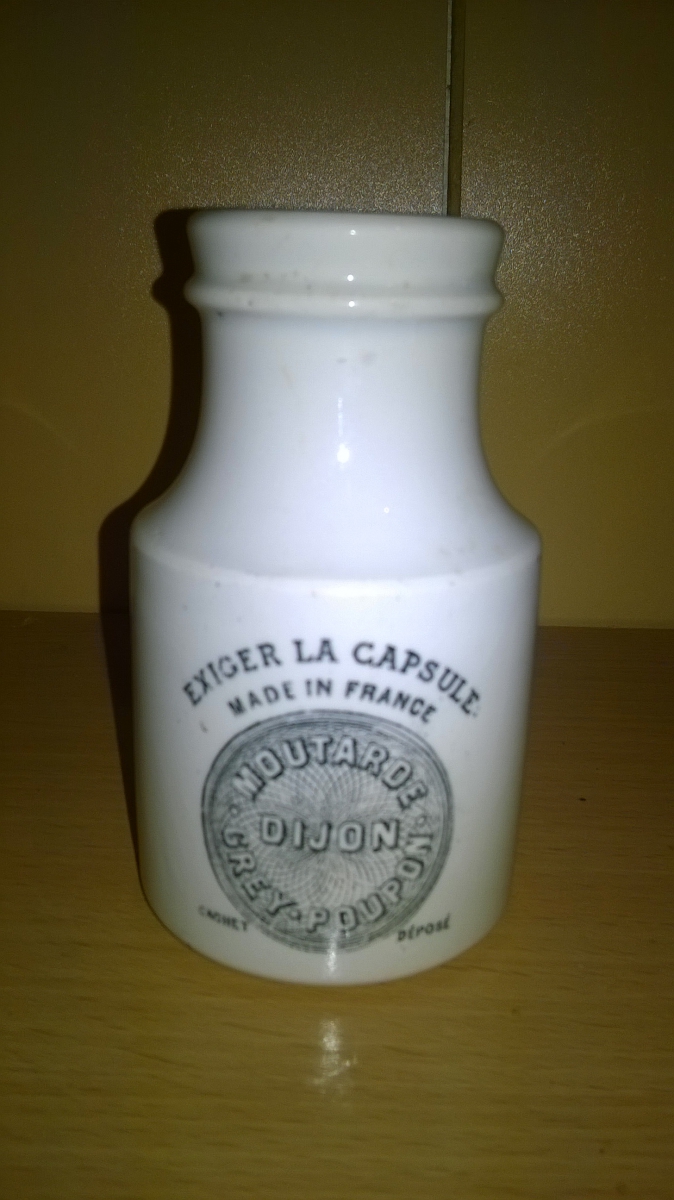 EXIGER LA CAPSULE
MADE IN FRANCE
MOUTARDE
DIJON
GREY-POUPON
CACHET DÉPOSÉ